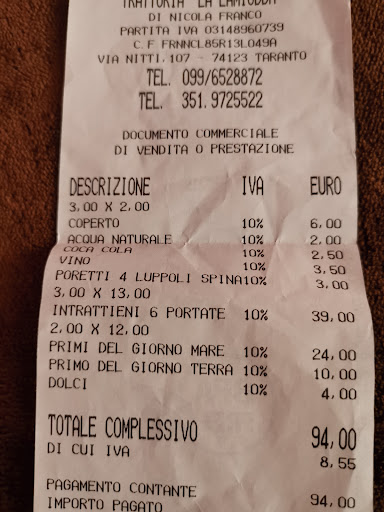 TRATTORIA "LA LAMIODDA"
DI NICOLA FRANCO
PARTITA IVA 03148960739
C.F FRNNCL85R13L049A
VIA NITTI, 107 - 74123 TARANTO
TEL. 099/6528872
TEL. 351.9725522
DOCUMENTO COMMERCIALE
DI VENDITA O PRESTAZIONE
DESCRIZIONE IVA EURO
3,00 X 2,00
COPERTO 10% 6,00
ACQUA NATURALE 10% 2,00
COCA COLA 10% 2,50
VINO 10% 3,50
PORETTI 4 LUPPOLI SPINA10% 3,00
3,00 X 13,00
INTRATTIENI 6 PORTATE 10% 39,00
2,00 X 12,00
PRIMI DEL GIORNO MARE 10% 24,00
PRIMO DEL GIORNO TERRA 10% 10,00
DOLCI 10% 4,00
TOTALE COMPLESSIVO 94,00
DI CUI IVA 8,55
PAGAMENTO CONTANTE
IMPORTO PAGATO 94,00